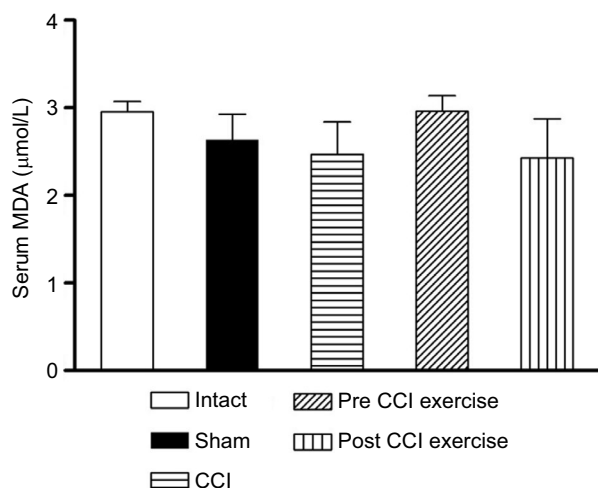 Serum MDA (μmol/L)
4
3
2
1
0
Intact
Sham
CCI
Pre CCI exercise
Post CCI exercise